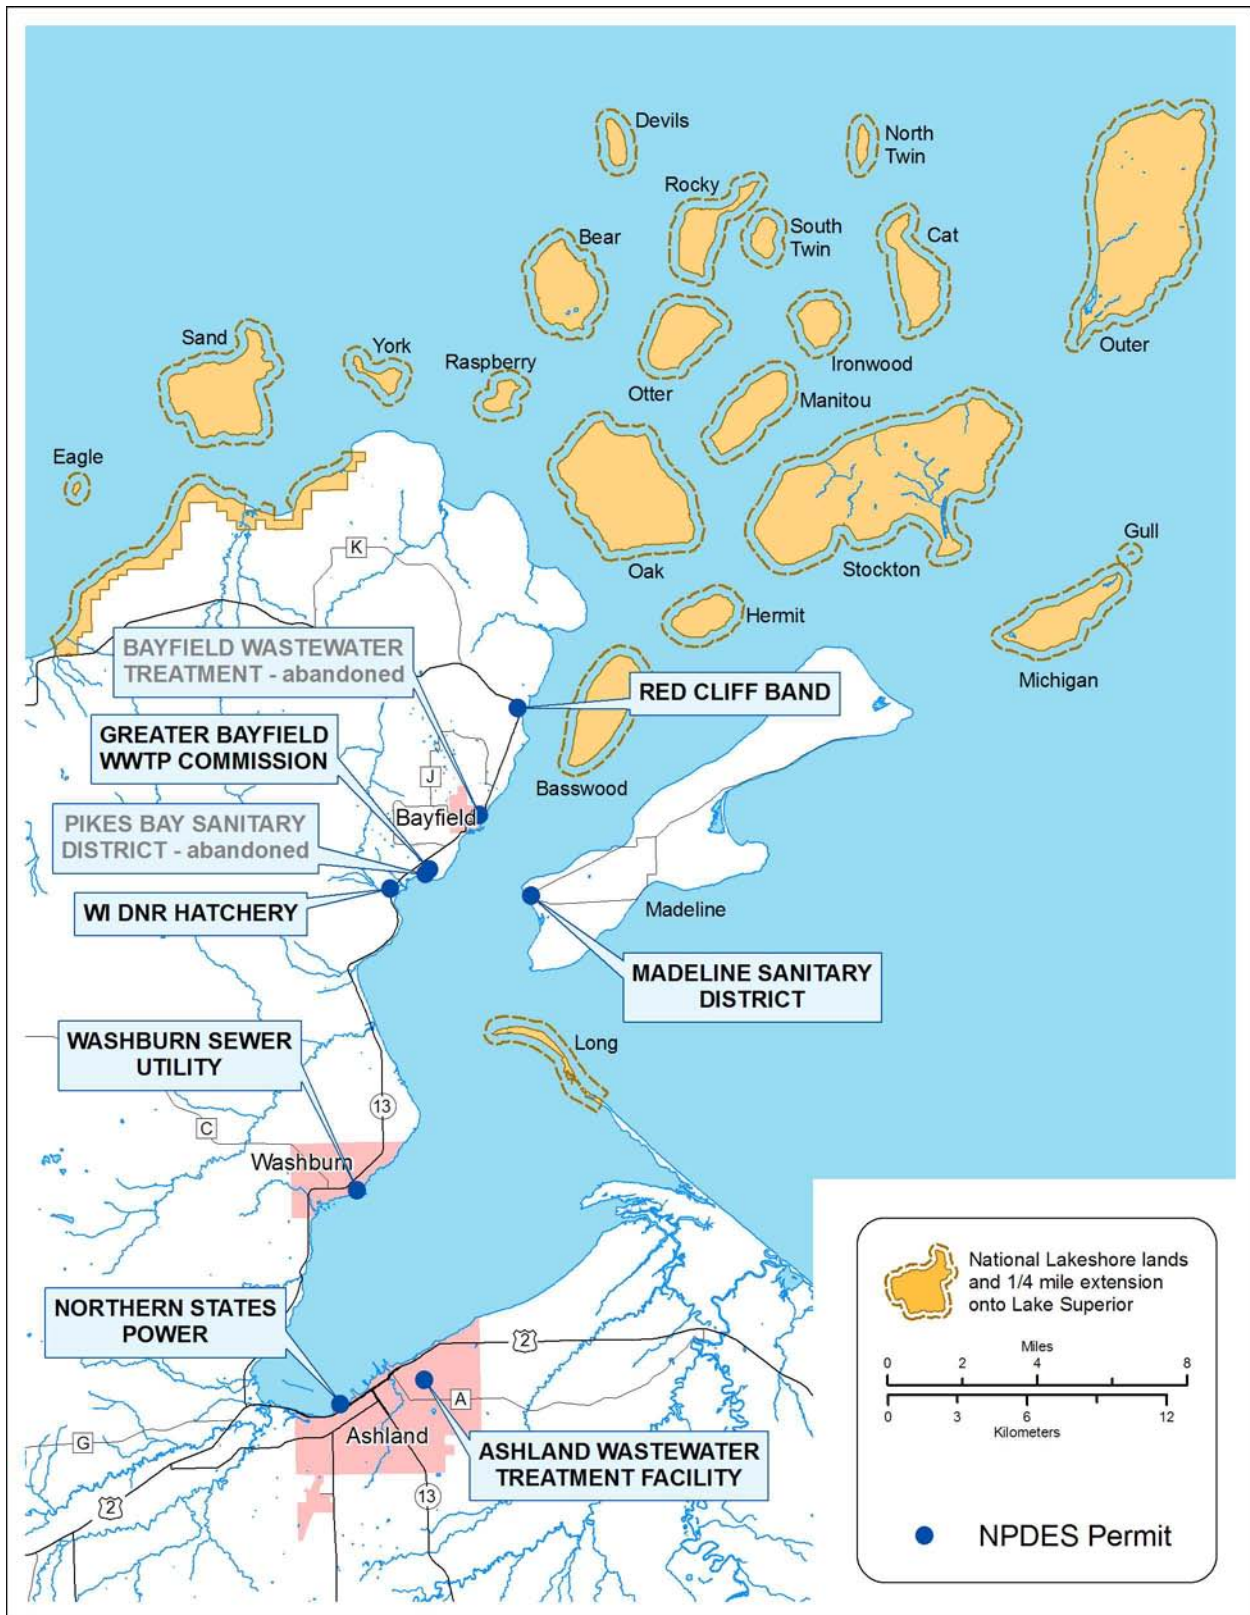 Devils
North
Twin
Rocky
South
Twin
Bear
Cat
Sand
York
Raspberry
Ironwood
Outer
Otter
Manitou
Eagle
K
Gull
Oak
Stockton
Hermit
BAYFIELD WASTEWATER
TREATMENT - abandoned
Michigan
RED CLIFF BAND
GREATER BAYFIELD
WWTP COMMISSION
J
Basswood
Bayfield
PIKES BAY SANITARY
DISTRICT - abandoned
WI DNR HATCHERY
Madeline
MADELINE SANITARY
DISTRICT
WASHBURN SEWER
UTILITY
Long
13
C
Washburn
NORTHERN STATES
POWER
2
A
G
Ashland
ASHLAND WASTEWATER
TREATMENT FACILITY
2
13
National Lakeshore lands
and 1/4 mile extension
onto Lake Superior
Miles
0 2 4 8
0 3 6 12
Kilometers
NPDES Permit